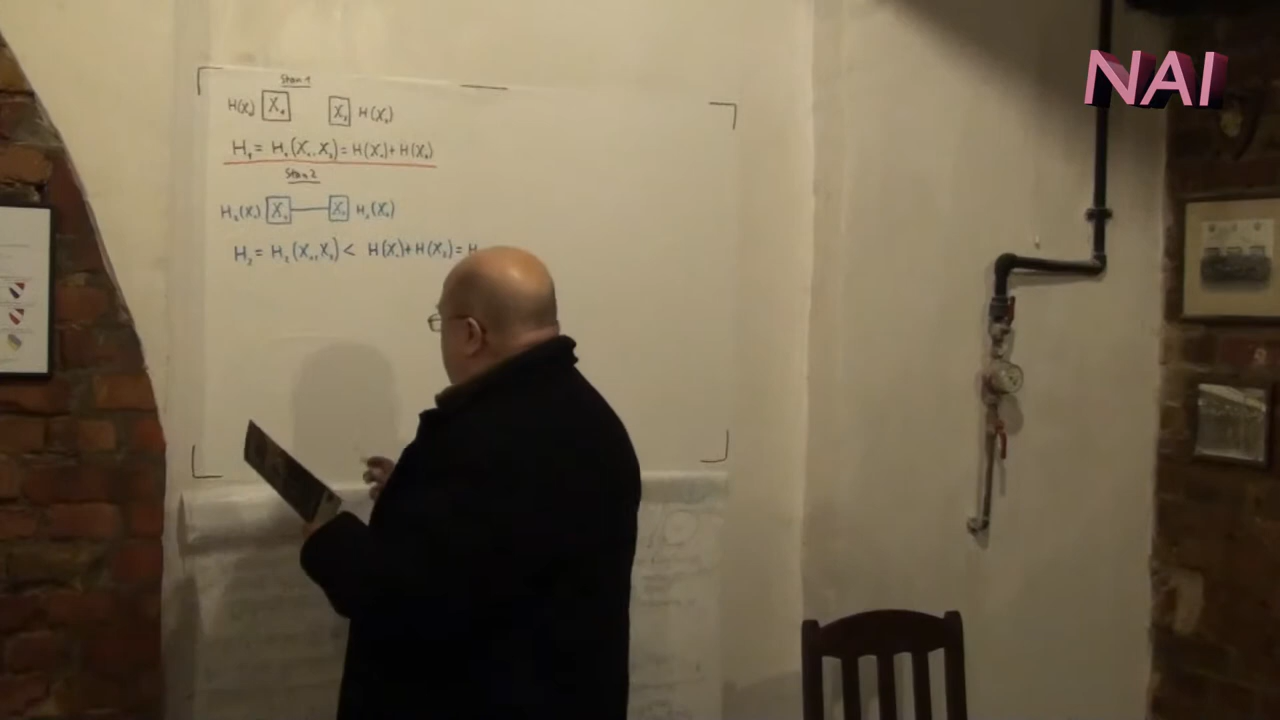 Stan 1
H(X₁) X₁ X₂ H(X₂)
H₁ = H₁(X₁, X₂) = H(X₁) + H(X₂)
Stan 2
H₂(X₁) X₁ X₂ H₂(X₂)
H₂ = H₂(X₁, X₂) < H(X₁) + H(X₂) = H
NAI